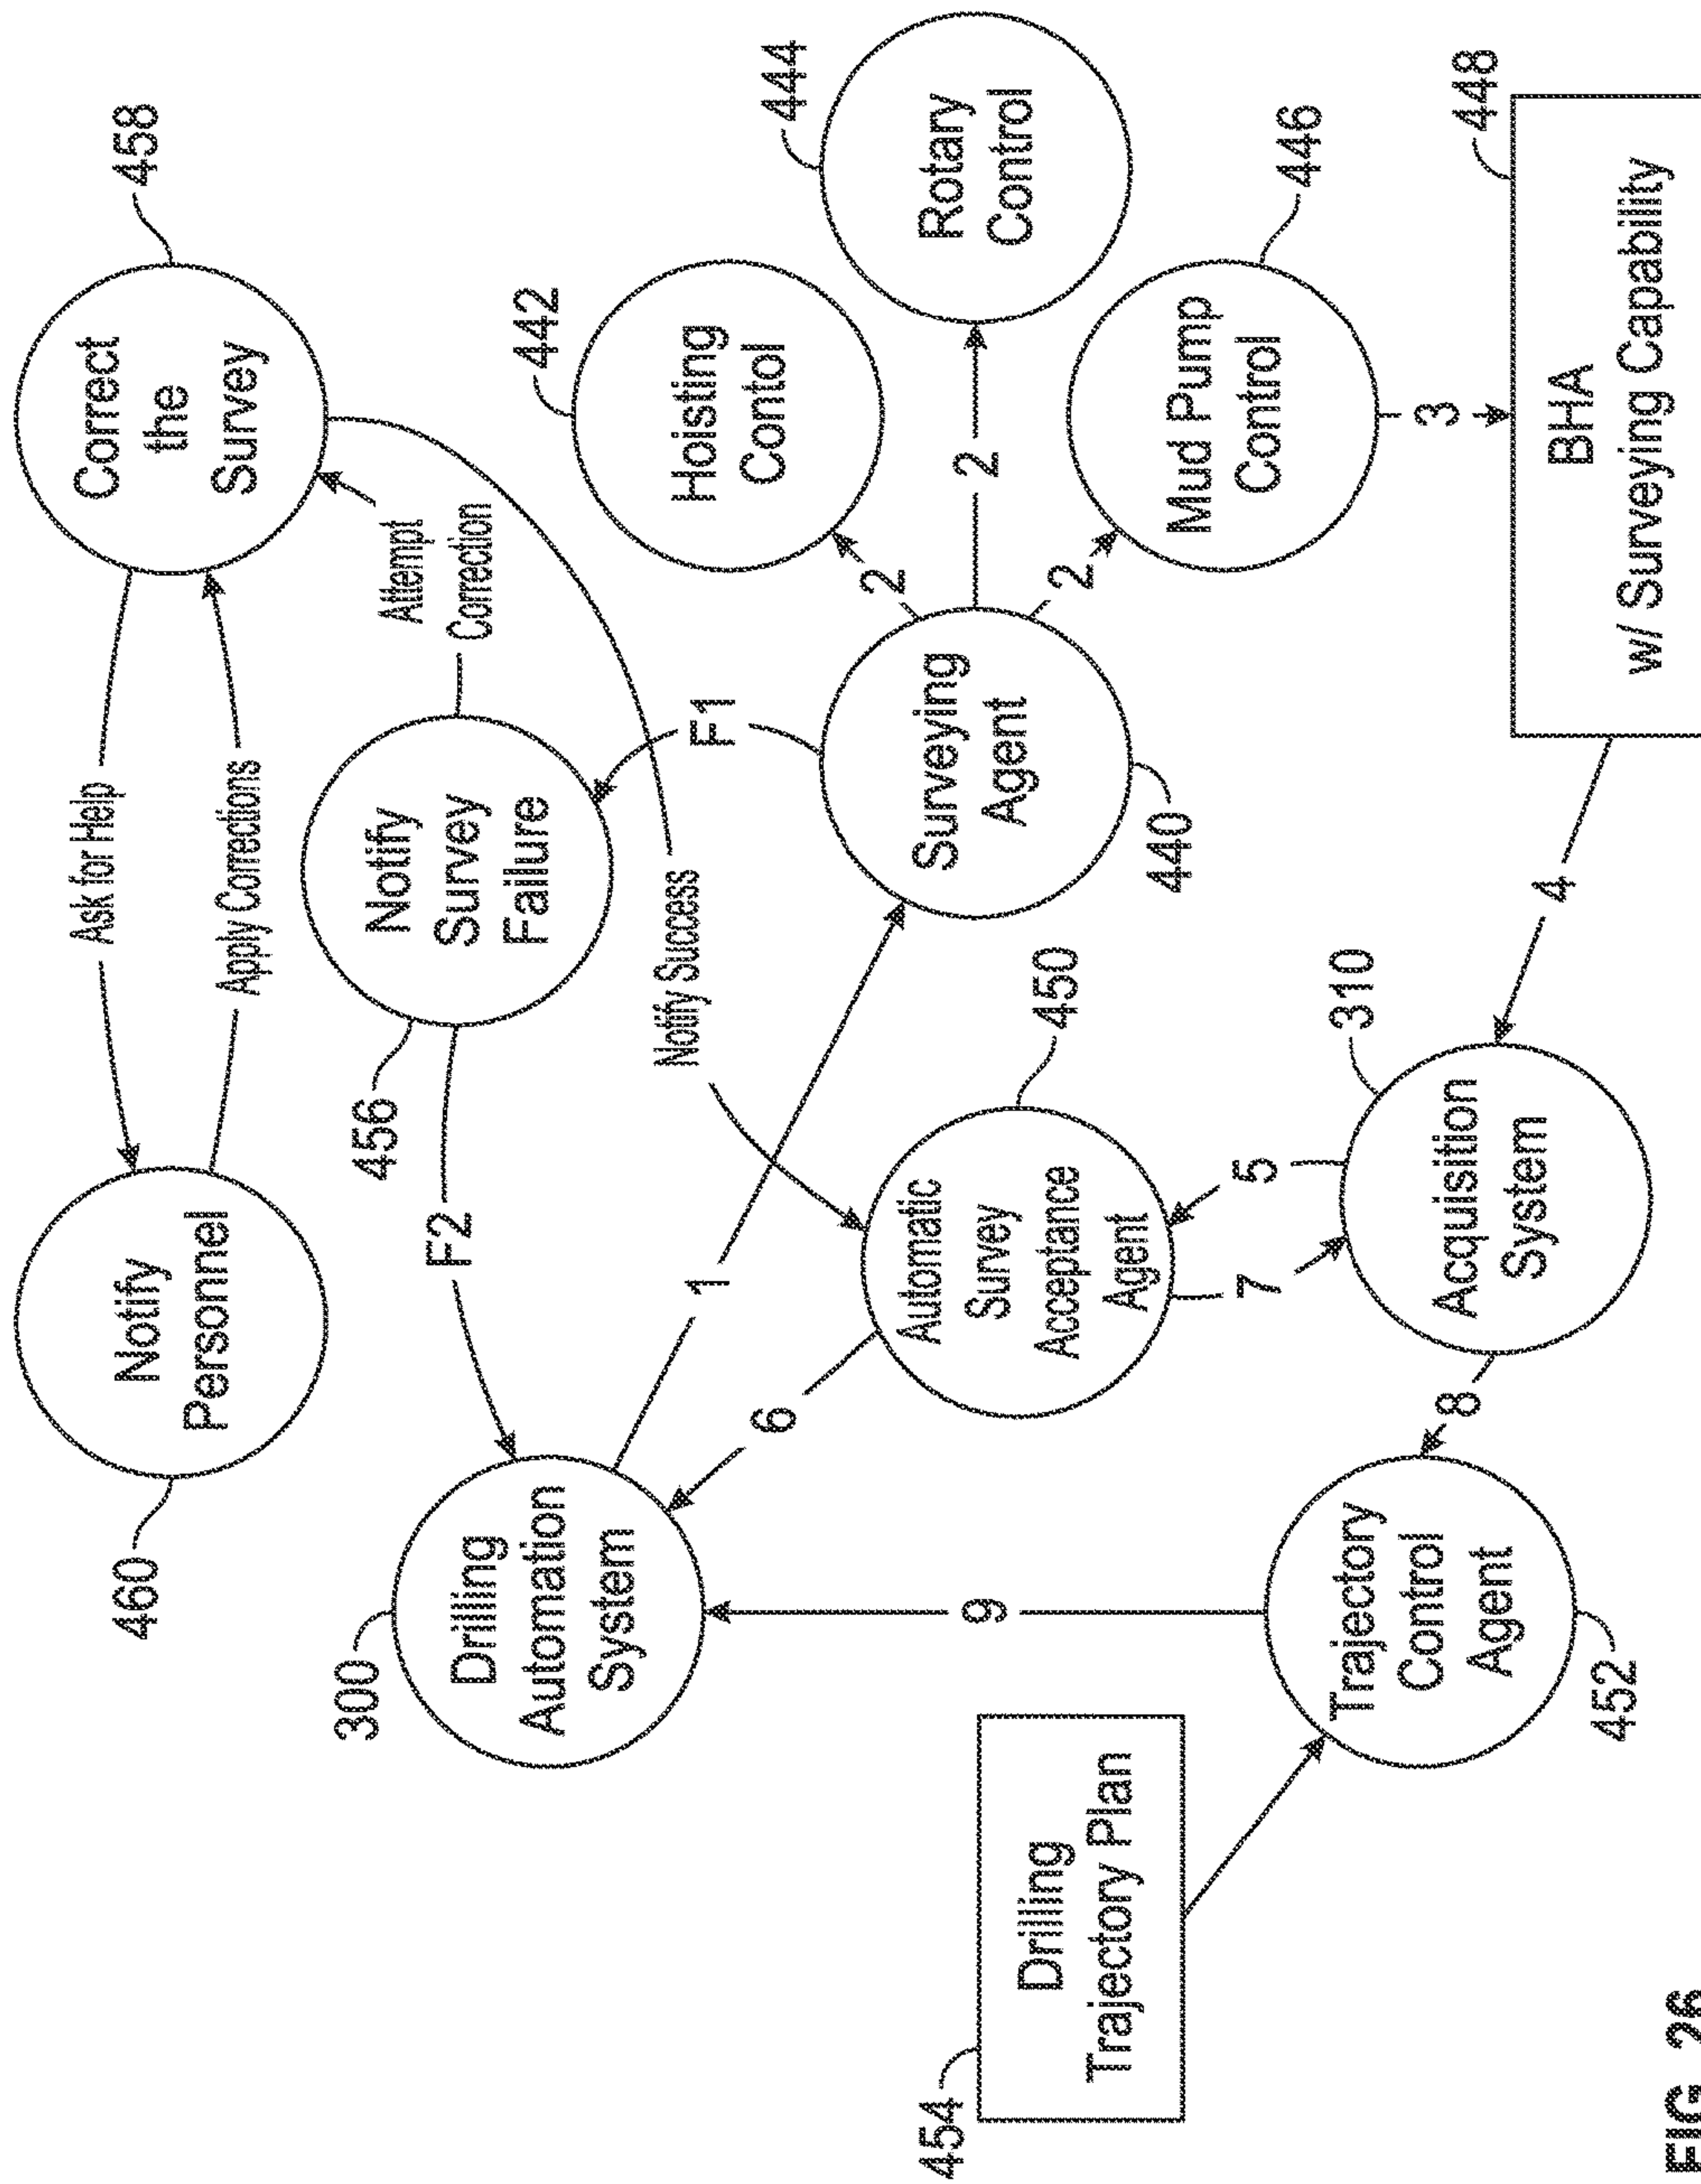 460
Notify
Personnel
Ask for Help
Apply Corrections
Correct
the
Survey
458
300
Drilling
Automation
System
F2
456
Notify
Survey
Failure
Attempt
Correction
F1
Notify Success
442
Hoisting
Contol
444
Rotary
Control
1
6
2
2
2
Surveying
Agent
440
Mud Pump
Control
446
Automatic
Survey
Acceptance
Agent
450
454
Drilling
Trajectory Plan
9
7
5
310
3
Trajectory
Control
Agent
452
8
Acquisition
System
4
BHA
w/ Surveying Capability
448
FIG. 26